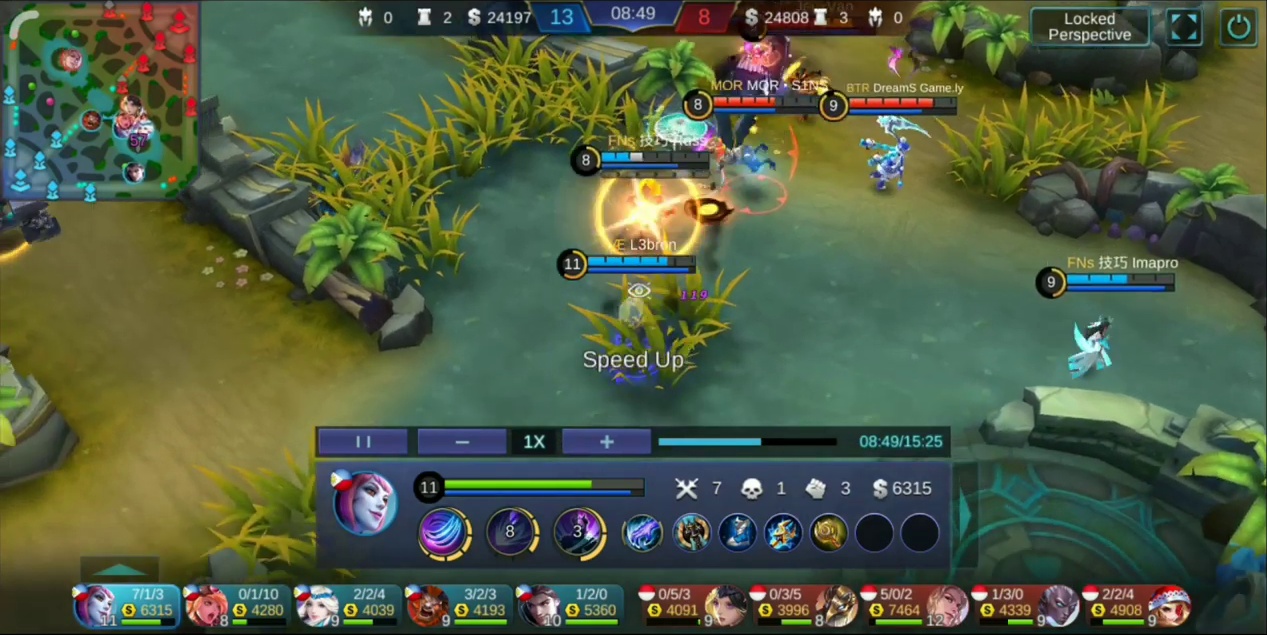 0 2 $ 24197 13 08:49 8 $ 24808 3 0
Locked
Perspective
MOR MOR • S1NS
8
BTR DreamS Game.ly
9
FNs 技巧
8
Æ L3bron
11
119
FNs 技巧 Imapro
9
57
Speed Up
1X
08:49/15:25
11 7 1 3 $ 6315
8 3
7/1/3 0/1/10 2/2/4 3/2/3 1/2/0 0/5/3 0/3/5 5/0/2 1/3/0 2/2/4
6315 4280 4039 4193 5360 4091 3996 7464 4339 4908
11 8 9 9 10 9 8 12 9 9